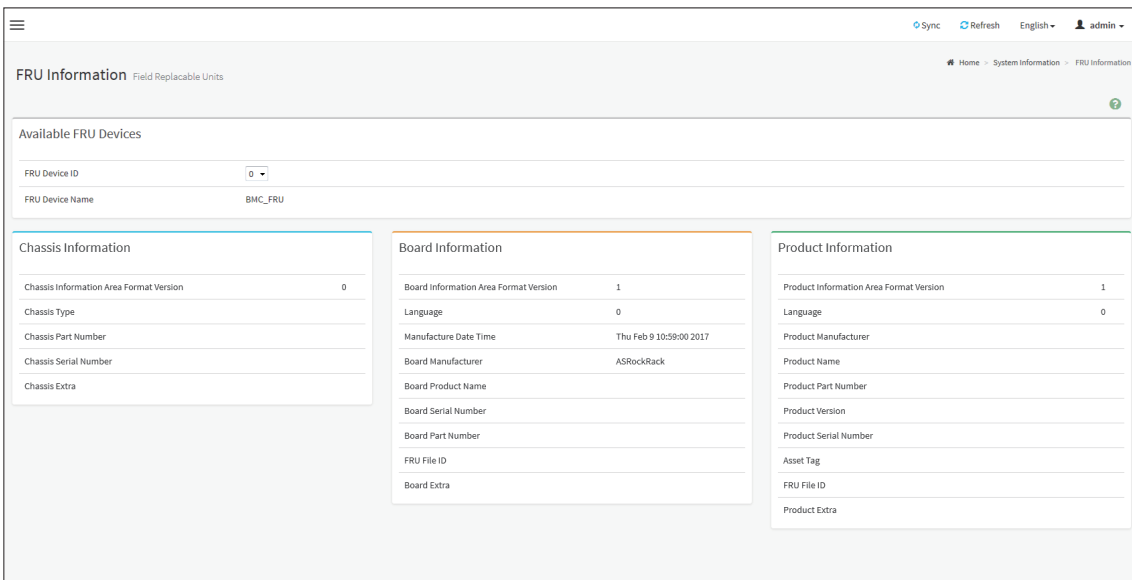 Sync Refresh English admin
FRU Information Field Replacable Units
Home > System Information > FRU Information
Available FRU Devices
FRU Device ID 0
FRU Device Name BMC_FRU
Chassis Information
Chassis Information Area Format Version 0
Chassis Type
Chassis Part Number
Chassis Serial Number
Chassis Extra
Board Information
Board Information Area Format Version 1
Language 0
Manufacture Date Time Thu Feb 9 10:59:00 2017
Board Manufacturer ASRockRack
Board Product Name
Board Serial Number
Board Part Number
FRU File ID
Board Extra
Product Information
Product Information Area Format Version 1
Language 0
Product Manufacturer
Product Name
Product Part Number
Product Version
Product Serial Number
Asset Tag
FRU File ID
Product Extra